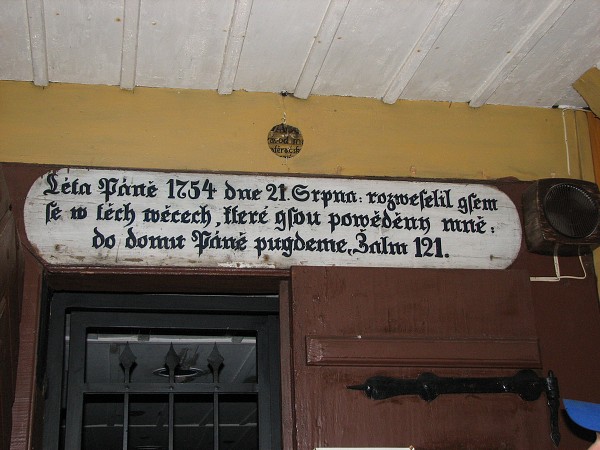 Léta Páně 1754 dne 21. Srpna: rozweselil gsem
se w těch wěcech, které gsou powěděny mně:
do domu Páně pugdeme, Žalm 121.